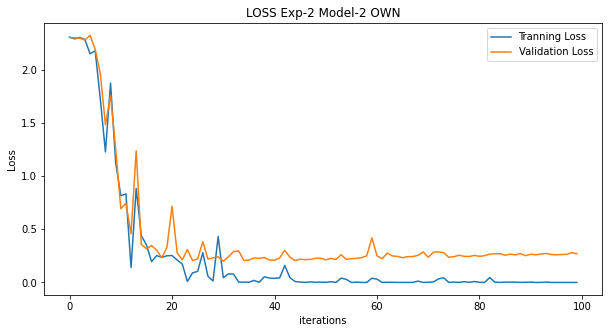 LOSS Exp-2 Model-2 OWN
Tranning Loss
Validation Loss
Loss
2.0
1.5
1.0
0.5
0.0
0 20 40 60 80 100
iterations